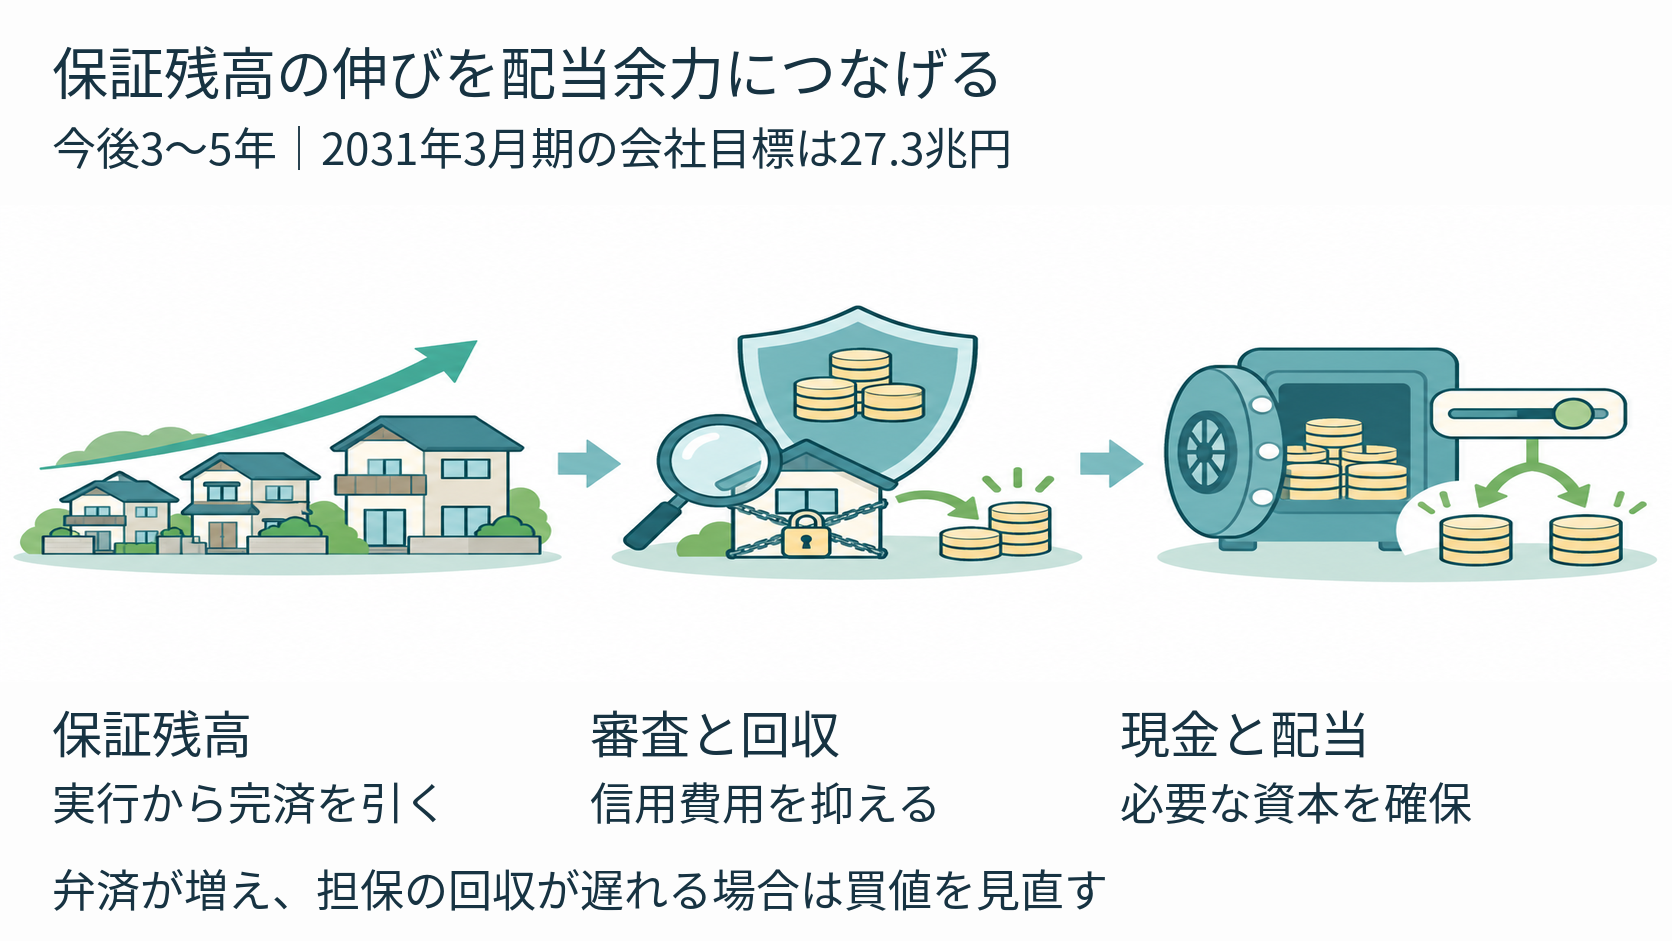 保証残高の伸びを配当余力につなげる
今後3〜5年｜2031年3月期の会社目標は27.3兆円
保証残高
実行から完済を引く
審査と回収
信用費用を抑える
現金と配当
必要な資本を確保
弁済が増え、担保の回収が遅れる場合は買値を見直す